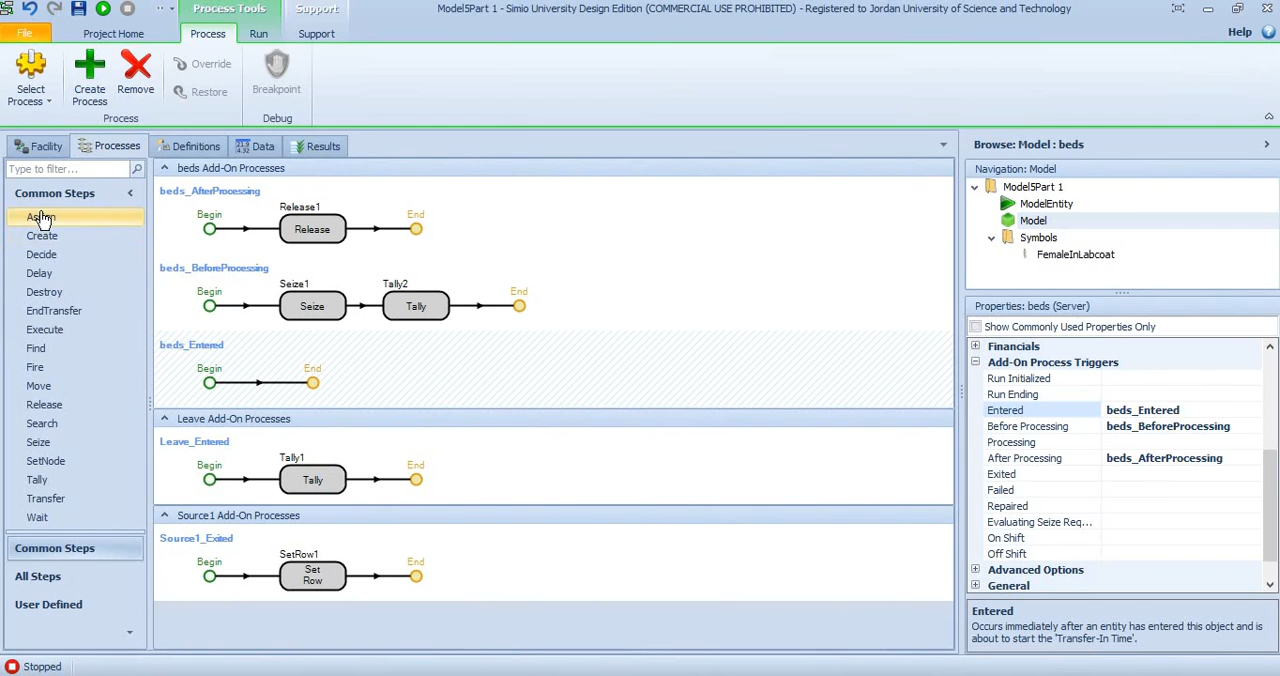 Process Tools
Support
Model5Part 1 - Simio University Design Edition (COMMERCIAL USE PROHIBITED) - Registered to Jordan University of Science and Technology
File
Project Home
Process
Run
Support
Help
Select Process
Create Process
Remove
Override
Restore
Breakpoint
Process
Debug
Facility
Processes
Definitions
Data
Results
Type to filter...
Common Steps
Create
Decide
Delay
Destroy
EndTransfer
Execute
Find
Fire
Move
Release
Search
Seize
SetNode
Tally
Transfer
Wait
Common Steps
All Steps
User Defined
beds Add-On Processes
beds_AfterProcessing
Begin
Release1
Release
End
beds_BeforeProcessing
Begin
Seize1
Seize
Tally2
Tally
End
beds_Entered
Begin
End
Leave Add-On Processes
Leave_Entered
Begin
Tally1
Tally
End
Source1 Add-On Processes
Source1_Exited
Begin
SetRow1
Set
Row
End
Browse: Model : beds
Navigation: Model
Model5Part 1
ModelEntity
Model
Symbols
FemaleInLabcoat
Properties: beds (Server)
Show Commonly Used Properties Only
Financials
Add-On Process Triggers
Run Initialized
Run Ending
Entered beds_Entered
Before Processing beds_BeforeProcessing
Processing
After Processing beds_AfterProcessing
Exited
Failed
Repaired
Evaluating Seize Req...
On Shift
Off Shift
Advanced Options
General
Entered
Occurs immediately after an entity has entered this object and is
about to start the 'Transfer-In Time'.
Stopped